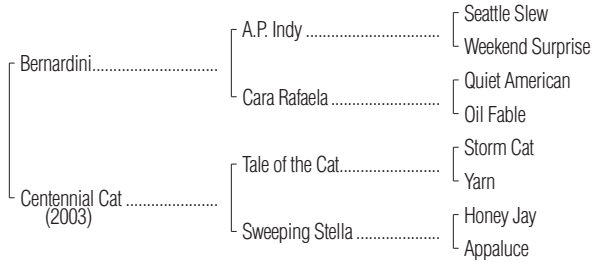 Seattle Slew
A.P. Indy ..............................
Weekend Surprise
Bernardini............................
Quiet American
Cara Rafaela ........................
Oil Fable
Storm Cat
Tale of the Cat......................
Yarn
Centennial Cat .....................
(2003)
Honey Jay
Sweeping Stella ...................
Appaluce